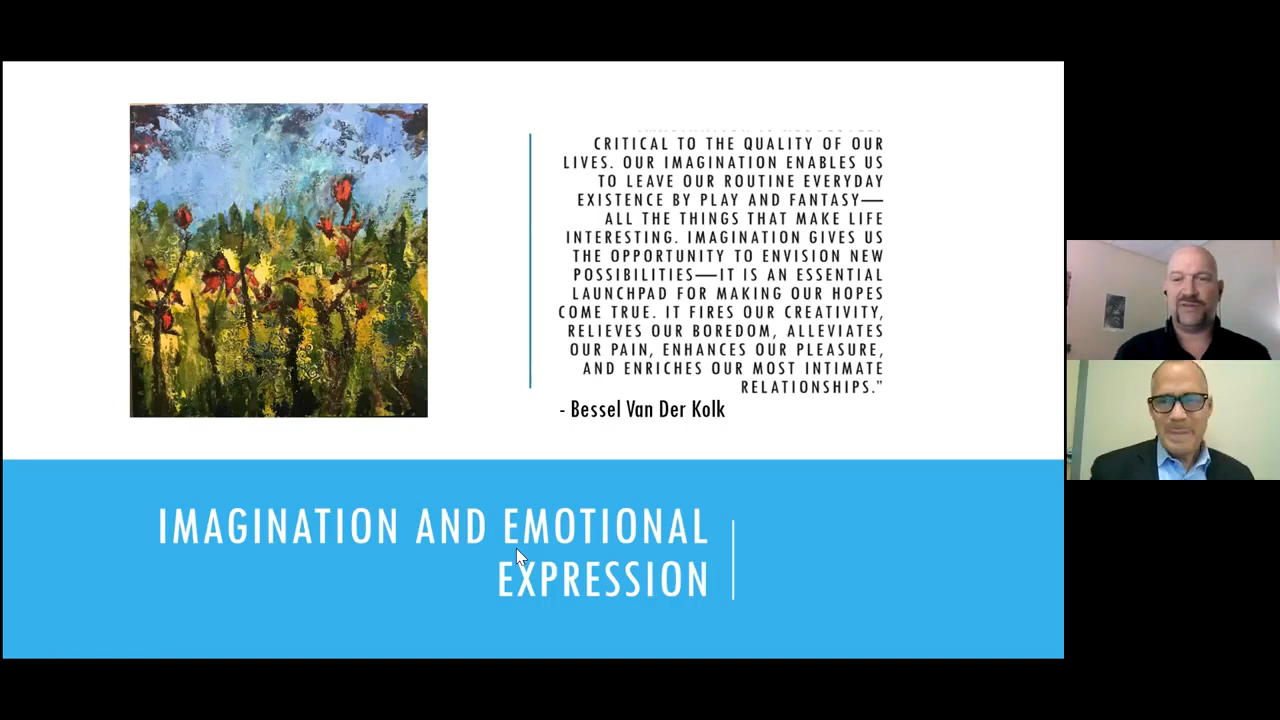 CRITICAL TO THE QUALITY OF OUR
LIVES. OUR IMAGINATION ENABLES US
TO LEAVE OUR ROUTINE EVERYDAY
EXISTENCE BY PLAY AND FANTASY—
ALL THE THINGS THAT MAKE LIFE
INTERESTING. IMAGINATION GIVES US
THE OPPORTUNITY TO ENVISION NEW
POSSIBILITIES—IT IS AN ESSENTIAL
LAUNCHPAD FOR MAKING OUR HOPES
COME TRUE. IT FIRES OUR CREATIVITY,
RELIEVES OUR BOREDOM, ALLEVIATES
OUR PAIN, ENHANCES OUR PLEASURE,
AND ENRICHES OUR MOST INTIMATE
RELATIONSHIPS."
- Bessel Van Der Kolk
IMAGINATION AND EMOTIONAL
EXPRESSION